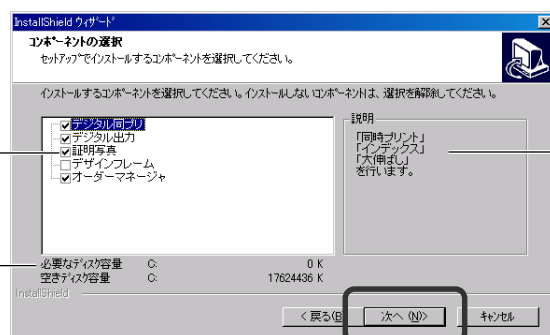 InstallShield ウィザード
コンポーネントの選択
セットアップでインストールするコンポーネントを選択してください。
インストールするコンポーネントを選択してください。インストールしないコンポーネントは、選択を解除してください。
デジタル同プリ
デジタル出力
証明写真
デザインフレーム
オーダーマネージャ
説明
「同時プリント」
「インデックス」
「大伸ばし」
を行います。
必要なディスク容量 C: 0 K
空きディスク容量 C: 17624436 K
InstallShield
< 戻る(B 次へ (N)> キャンセル